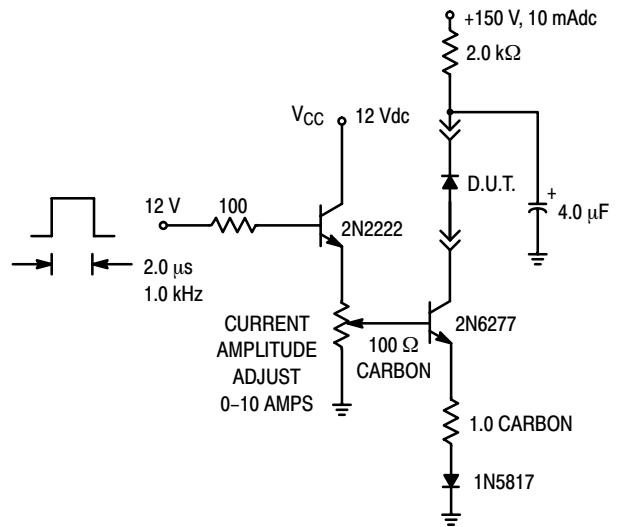 +150 V, 10 mAdc
2.0 kΩ
VCC 12 Vdc
D.U.T.
+
4.0 μF
12 V
100
2N2222
2.0 μs
1.0 kHz
CURRENT
AMPLITUDE
ADJUST
0–10 AMPS
100 Ω
CARBON
2N6277
1.0 CARBON
1N5817